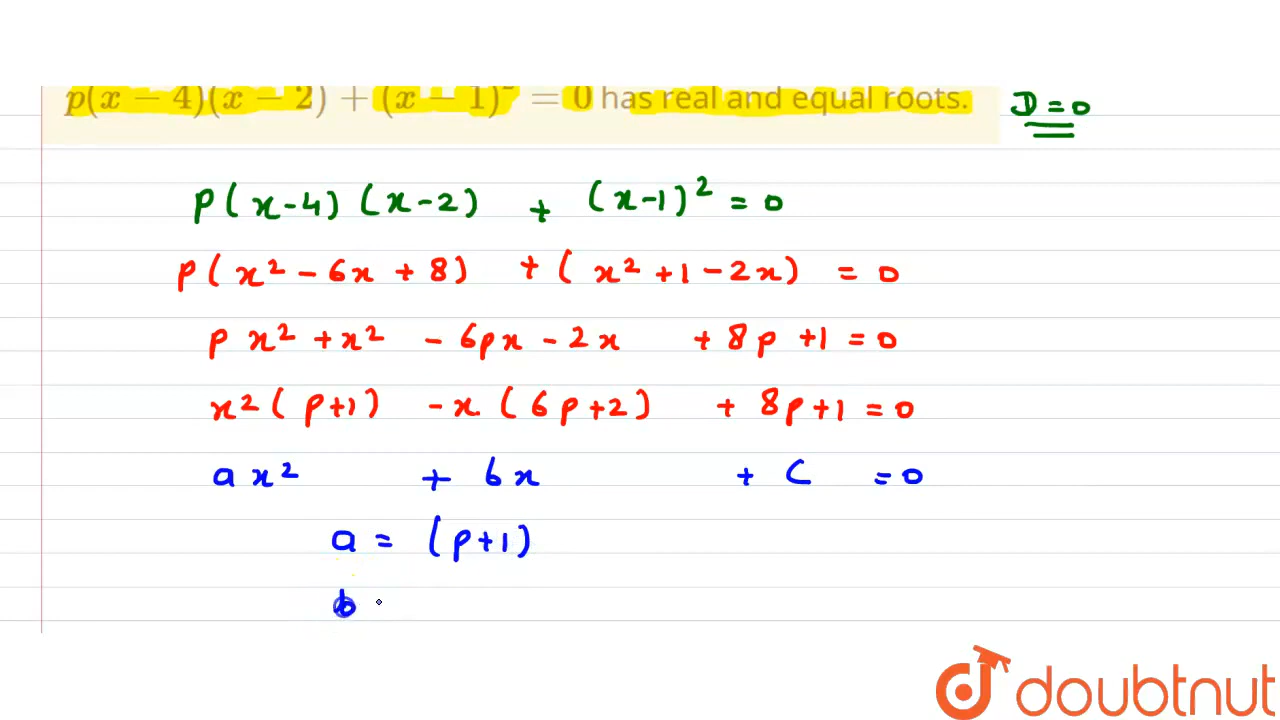 p(x − 4)(x − 2) + (x − 1)² = 0 has real and equal roots.
D = 0
P(x-4) (x-2) + (x-1)² = 0
p(x² - 6x + 8) + (x² + 1 - 2x) = 0
p x² + x² - 6px - 2x + 8p + 1 = 0
x² (p+1) - x (6p+2) + 8p+1 = 0
ax² + bx + c = 0
a = (p+1)
b
doubtnut